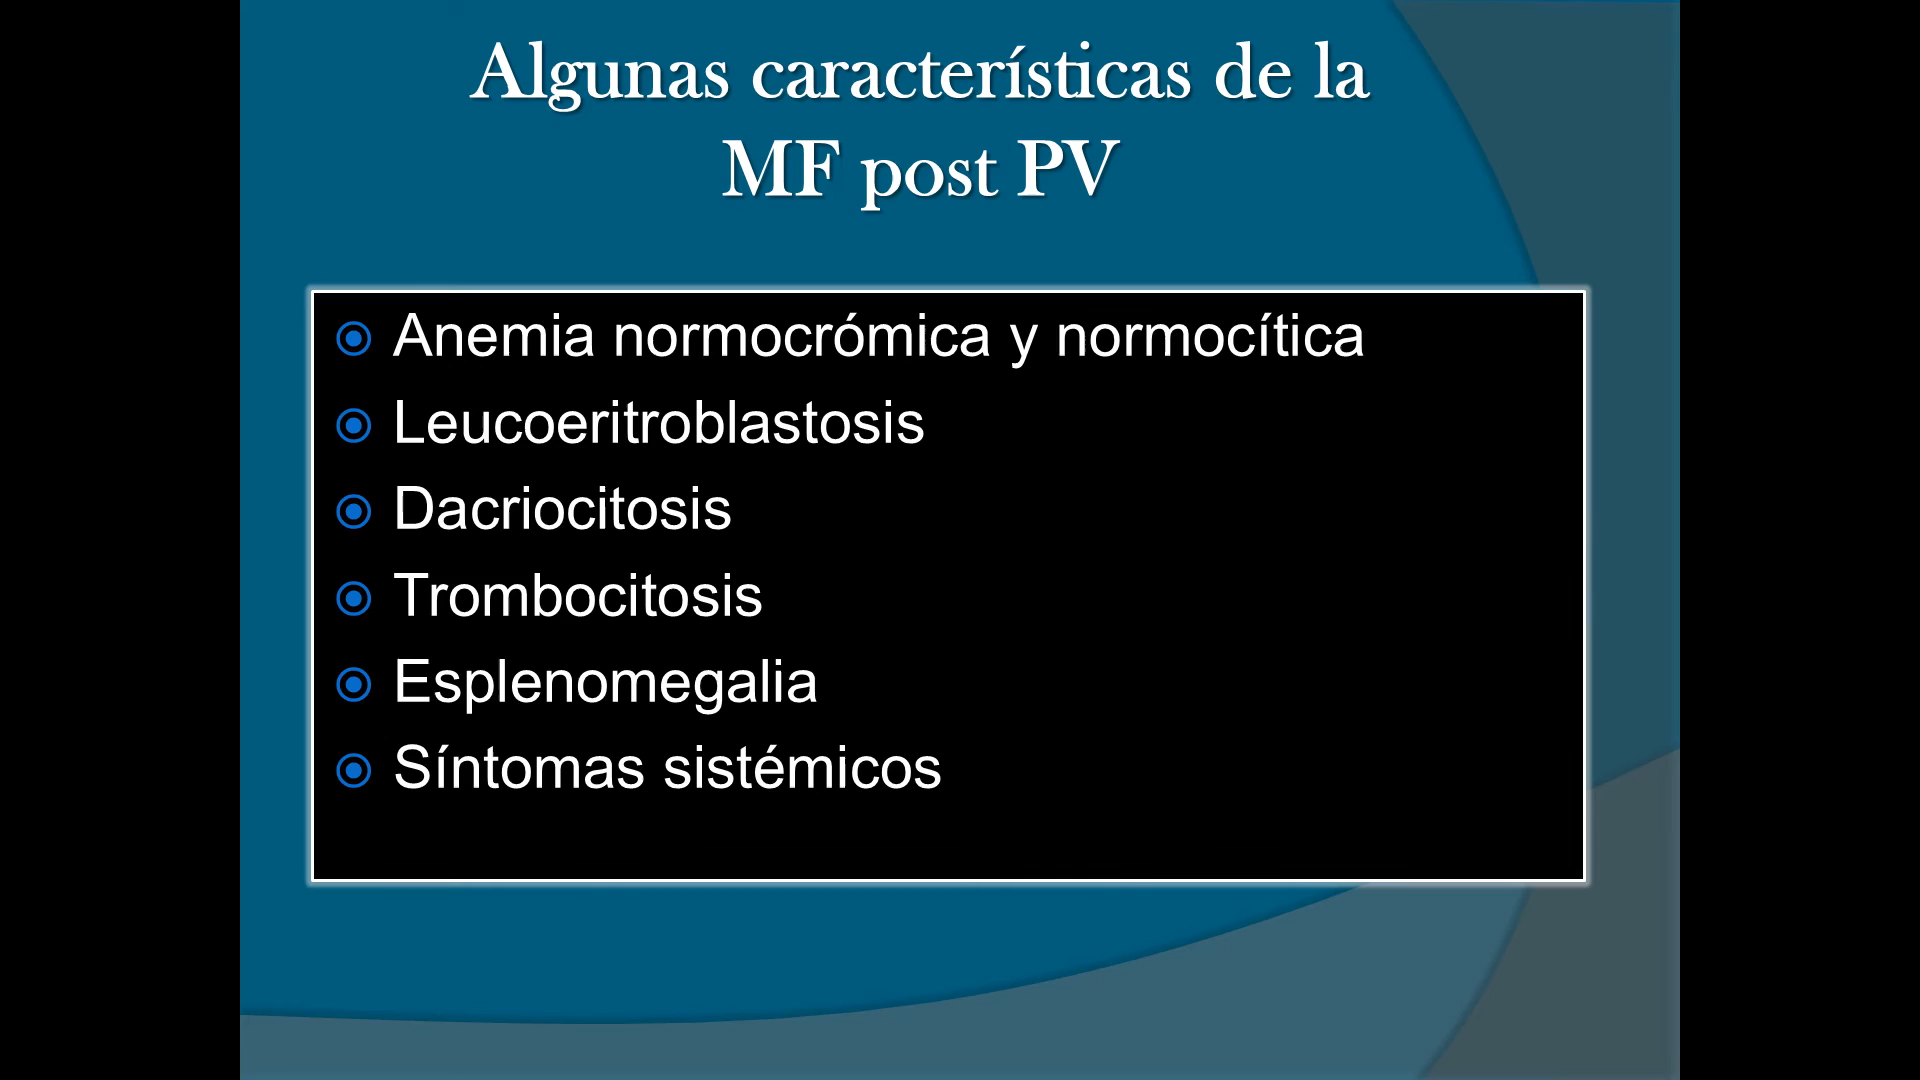 Algunas características de la
MF post PV
Anemia normocrómica y normocítica
Leucoeritroblastosis
Dacriocitosis
Trombocitosis
Esplenomegalia
Síntomas sistémicos